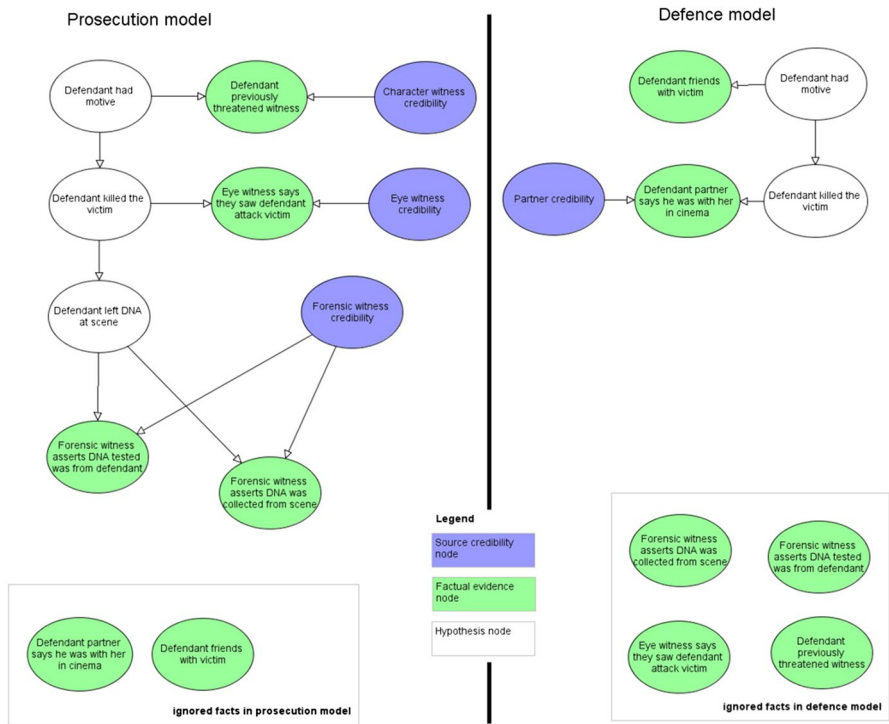 Prosecution model
Defence model
Defendant had
motive
Defendant
previously
threatened witness
Character witness
credibility
Defendant killed the
victim
Eye witness says
they saw defendant
attack victim
Eye witness
credibility
Defendant left DNA
at scene
Forensic witness
credibility
Forensic witness
asserts DNA tested
was from defendant
Forensic witness
asserts DNA was
collected from scene
Defendant partner
says he was with her
in cinema
Defendant friends
with victim
ignored facts in prosecution model
Legend
Source credibility
node
Factual evidence
node
Hypothesis node
Defendant friends
with victim
Defendant had
motive
Partner credibility
Defendant partner
says he was with her
in cinema
Defendant killed the
victim
Forensic witness
asserts DNA was
collected from scene
Forensic witness
asserts DNA tested
was from defendant
Eye witness says
they saw defendant
attack victim
Defendant
previously
threatened witness
ignored facts in defence model